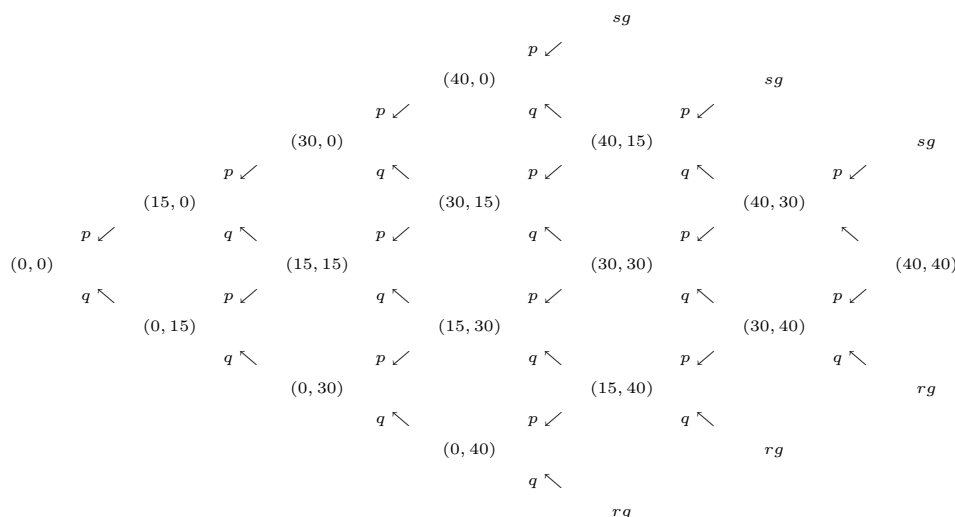 sg
p ↙
(40, 0) sg
p ↙ q ↖ p ↙
(30, 0) (40, 15) sg
p ↙ q ↖ p ↙ q ↖ p ↙
(15, 0) (30, 15) (40, 30)
p ↙ q ↖ p ↙ q ↖ p ↙ ↖
(0, 0) (15, 15) (30, 30) (40, 40)
q ↖ p ↙ q ↖ p ↙ q ↖ p ↙
(0, 15) (15, 30) (30, 40)
q ↖ p ↙ q ↖ p ↙ q ↖
(0, 30) (15, 40) rg
q ↖ p ↙ q ↖
(0, 40) rg
q ↖
rg